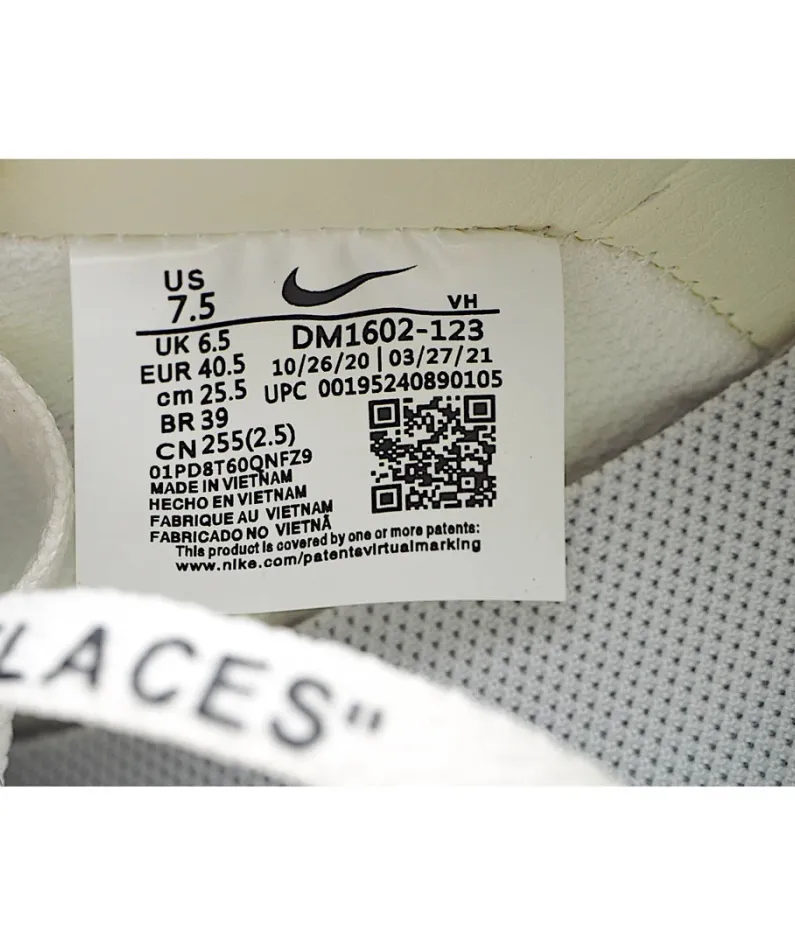 US
7.5
VH
UK 6.5
DM1602-123
EUR 40.5
10/26/20 | 03/27/21
cm 25.5
UPC 00195240890105
BR 39
CN 255(2.5)
01PD8T60QNFZ9
MADE IN VIETNAM
HECHO EN VIETNAM
FABRIQUE AU VIETNAM
FABRICADO NO VIETNÃ
This product is covered by one or more patents:
www.nike.com/patentsvirtualmarking
LACES"